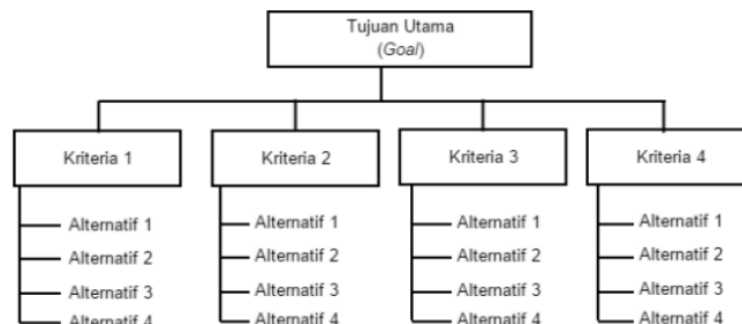 Tujuan Utama
(Goal)
Kriteria 1
Kriteria 2
Kriteria 3
Kriteria 4
Alternatif 1
Alternatif 2
Alternatif 3
Alternatif 4
Alternatif 1
Alternatif 2
Alternatif 3
Alternatif 4
Alternatif 1
Alternatif 2
Alternatif 3
Alternatif 4
Alternatif 1
Alternatif 2
Alternatif 3
Alternatif 4